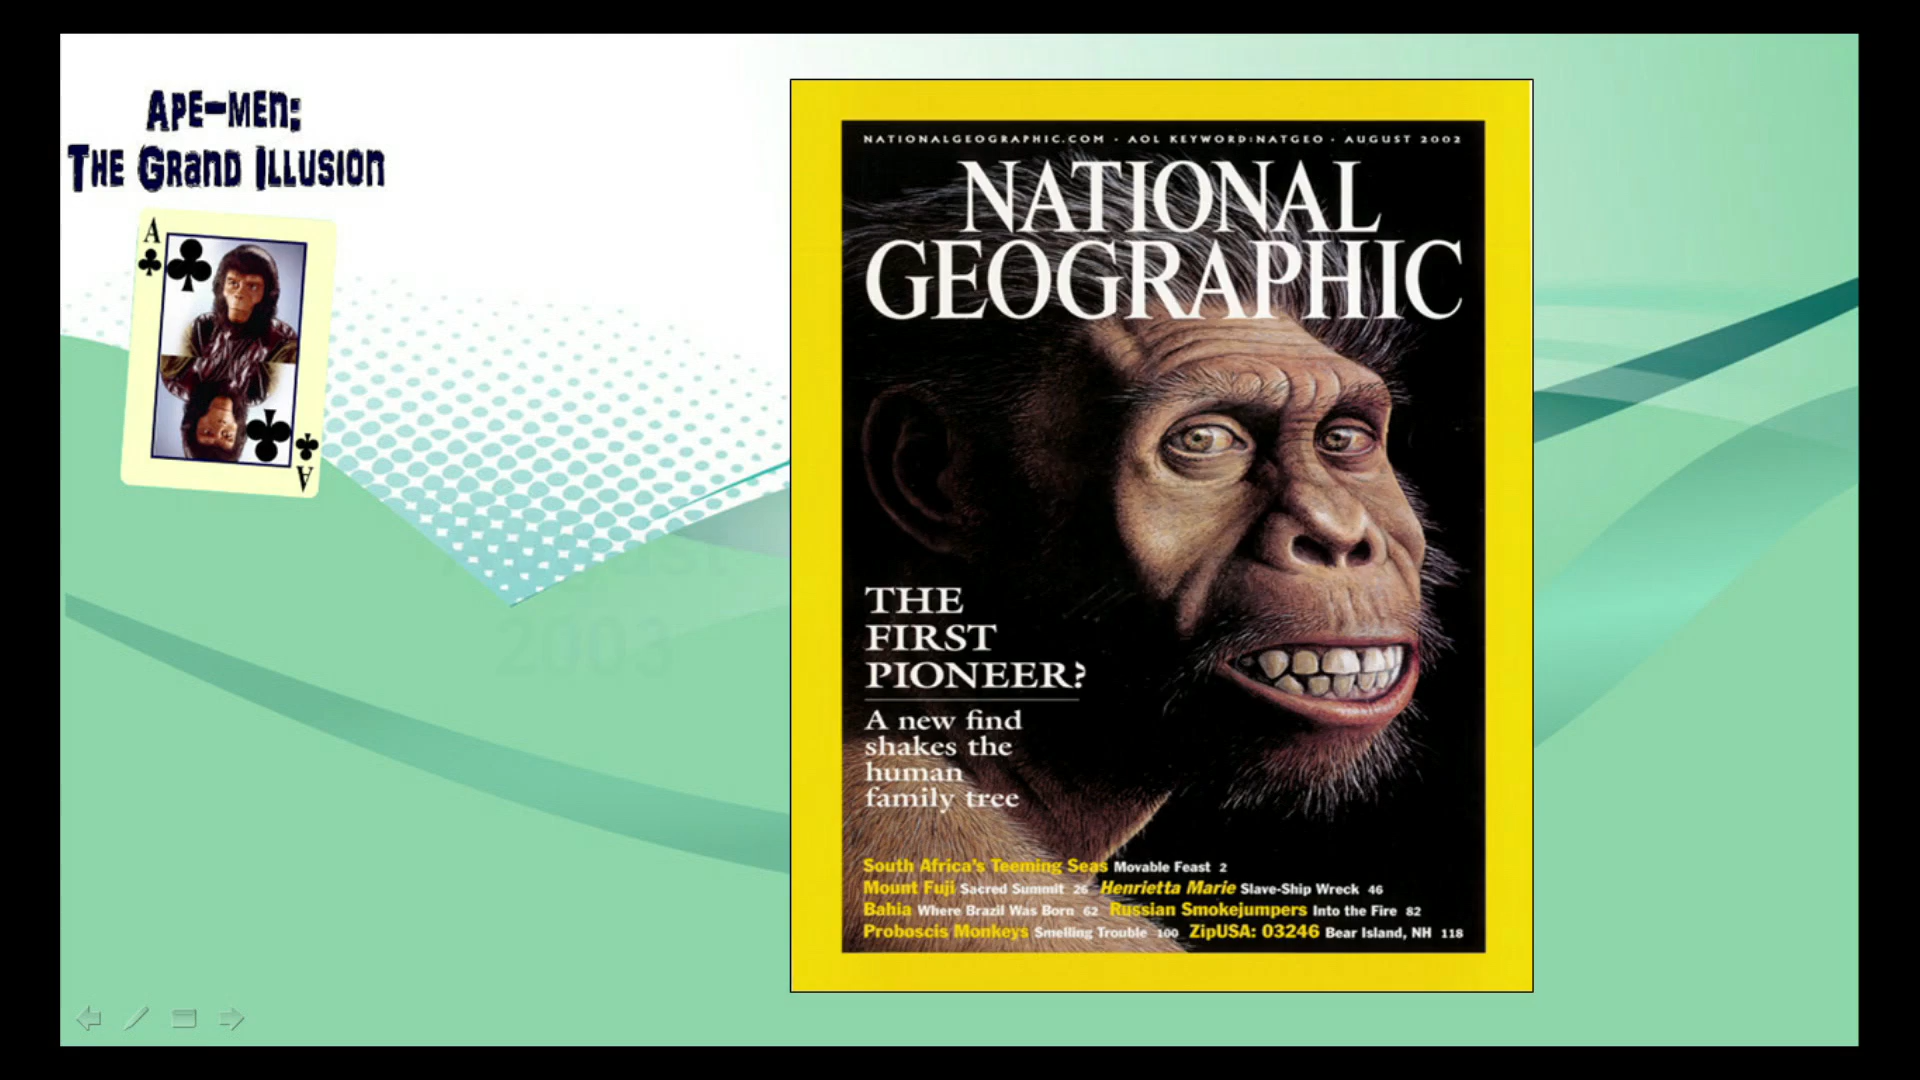 APE-MEN:
THE GRAND ILLUSION
A
A
NATIONALGEOGRAPHIC.COM • AOL KEYWORD:NATGEO • AUGUST 2002
NATIONAL
GEOGRAPHIC
THE
FIRST
PIONEER?
A new find
shakes the
human
family tree
South Africa's Teeming Seas Movable Feast 2
Mount Fuji Sacred Summit 26 Henrietta Marie Slave-Ship Wreck 46
Bahia Where Brazil Was Born 62 Russian Smokejumpers Into the Fire 82
Proboscis Monkeys Smelling Trouble 100 ZipUSA: 03246 Bear Island, NH 118
2003